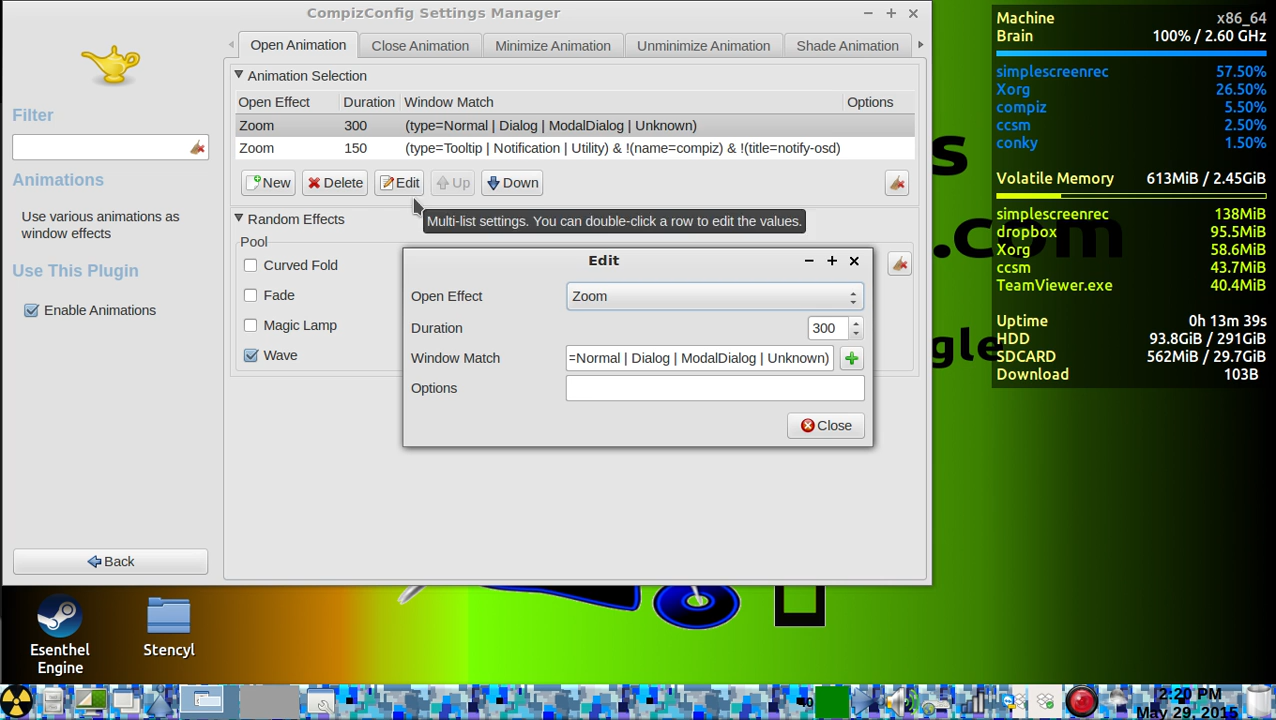 CompizConfig Settings Manager
Open Animation
Close Animation
Minimize Animation
Unminimize Animation
Shade Animation
Filter
Animations
Use various animations as
window effects
Use This Plugin
Enable Animations
Back
Animation Selection
Open Effect Duration Window Match Options
Zoom 300 (type=Normal | Dialog | ModalDialog | Unknown)
Zoom 150 (type=Tooltip | Notification | Utility) & !(name=compiz) & !(title=notify-osd)
New Delete Edit Up Down
Multi-list settings. You can double-click a row to edit the values.
Random Effects
Pool
Curved Fold
Fade
Magic Lamp
Wave
Edit
Open Effect Zoom
Duration 300
Window Match =Normal | Dialog | ModalDialog | Unknown)
Options
Close
Machine x86_64
Brain 100% / 2.60 GHz
simplescreenrec 57.50%
Xorg 26.50%
compiz 5.50%
ccsm 2.50%
conky 1.50%
Volatile Memory 613MiB / 2.45GiB
simplescreenrec 138MiB
dropbox 95.5MiB
Xorg 58.6MiB
ccsm 43.7MiB
TeamViewer.exe 40.4MiB
Uptime 0h 13m 39s
HDD 93.8GiB / 291GiB
SDCARD 562MiB / 29.7GiB
Download 103B
s
.com
gle
Esenthel
Engine
Stencyl
2:20 PM
May 29, 2015